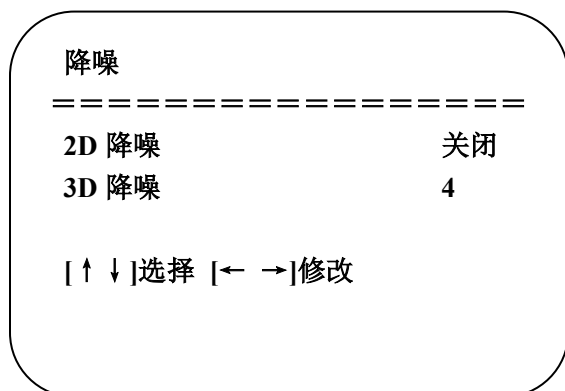 降噪
=================
2D 降噪 关闭
3D 降噪 4
[↑ ↓]选择 [← →]修改